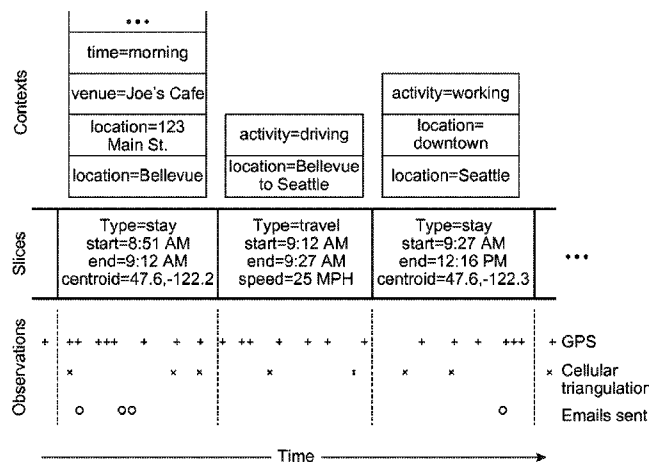 ...
time=morning
venue=Joe's Cafe
location=123
Main St.
location=Bellevue
activity=driving
location=Bellevue
to Seattle
activity=working
location=
downtown
location=Seattle
Contexts
Type=stay
start=8:51 AM
end=9:12 AM
centroid=47.6,-122.2
Type=travel
start=9:12 AM
end=9:27 AM
speed=25 MPH
Type=stay
start=9:27 AM
end=12:16 PM
centroid=47.6,-122.3
...
Slices
Observations
GPS
Cellular
triangulation
Emails sent
Time